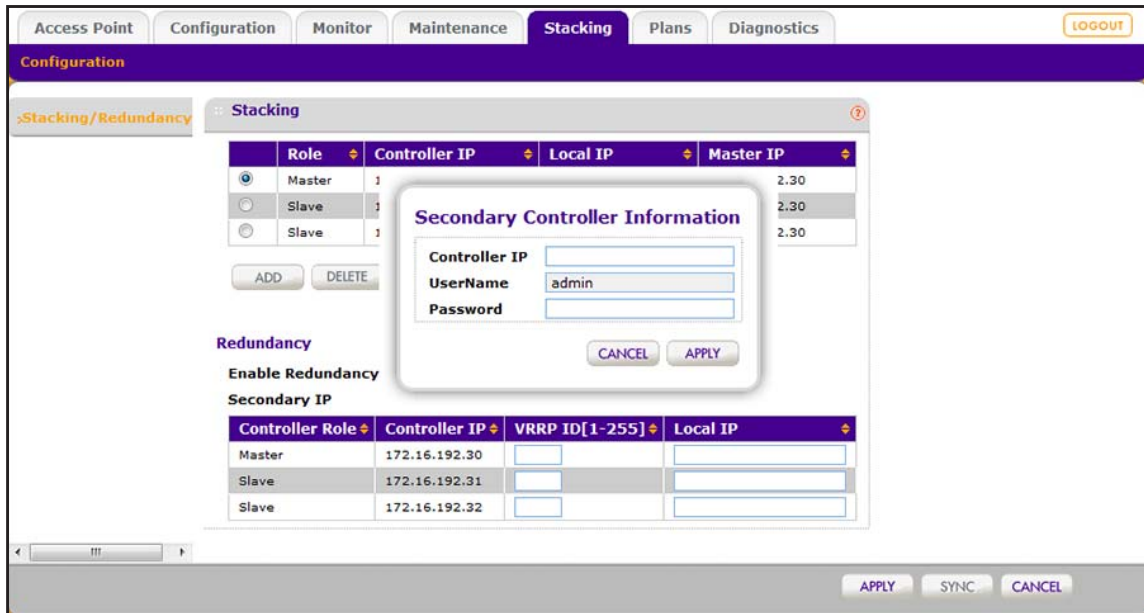 Access Point Configuration Monitor Maintenance Stacking Plans Diagnostics LOGOUT
Configuration
Stacking/Redundancy
Stacking ?
Role Controller IP Local IP Master IP
Master 1 2.30
Slave 1 2.30
Slave 1 2.30
ADD DELETE
Secondary Controller Information
Controller IP
UserName admin
Password
CANCEL APPLY
Redundancy
Enable Redundancy
Secondary IP
Controller Role Controller IP VRRP ID[1-255] Local IP
Master 172.16.192.30
Slave 172.16.192.31
Slave 172.16.192.32
APPLY SYNC CANCEL